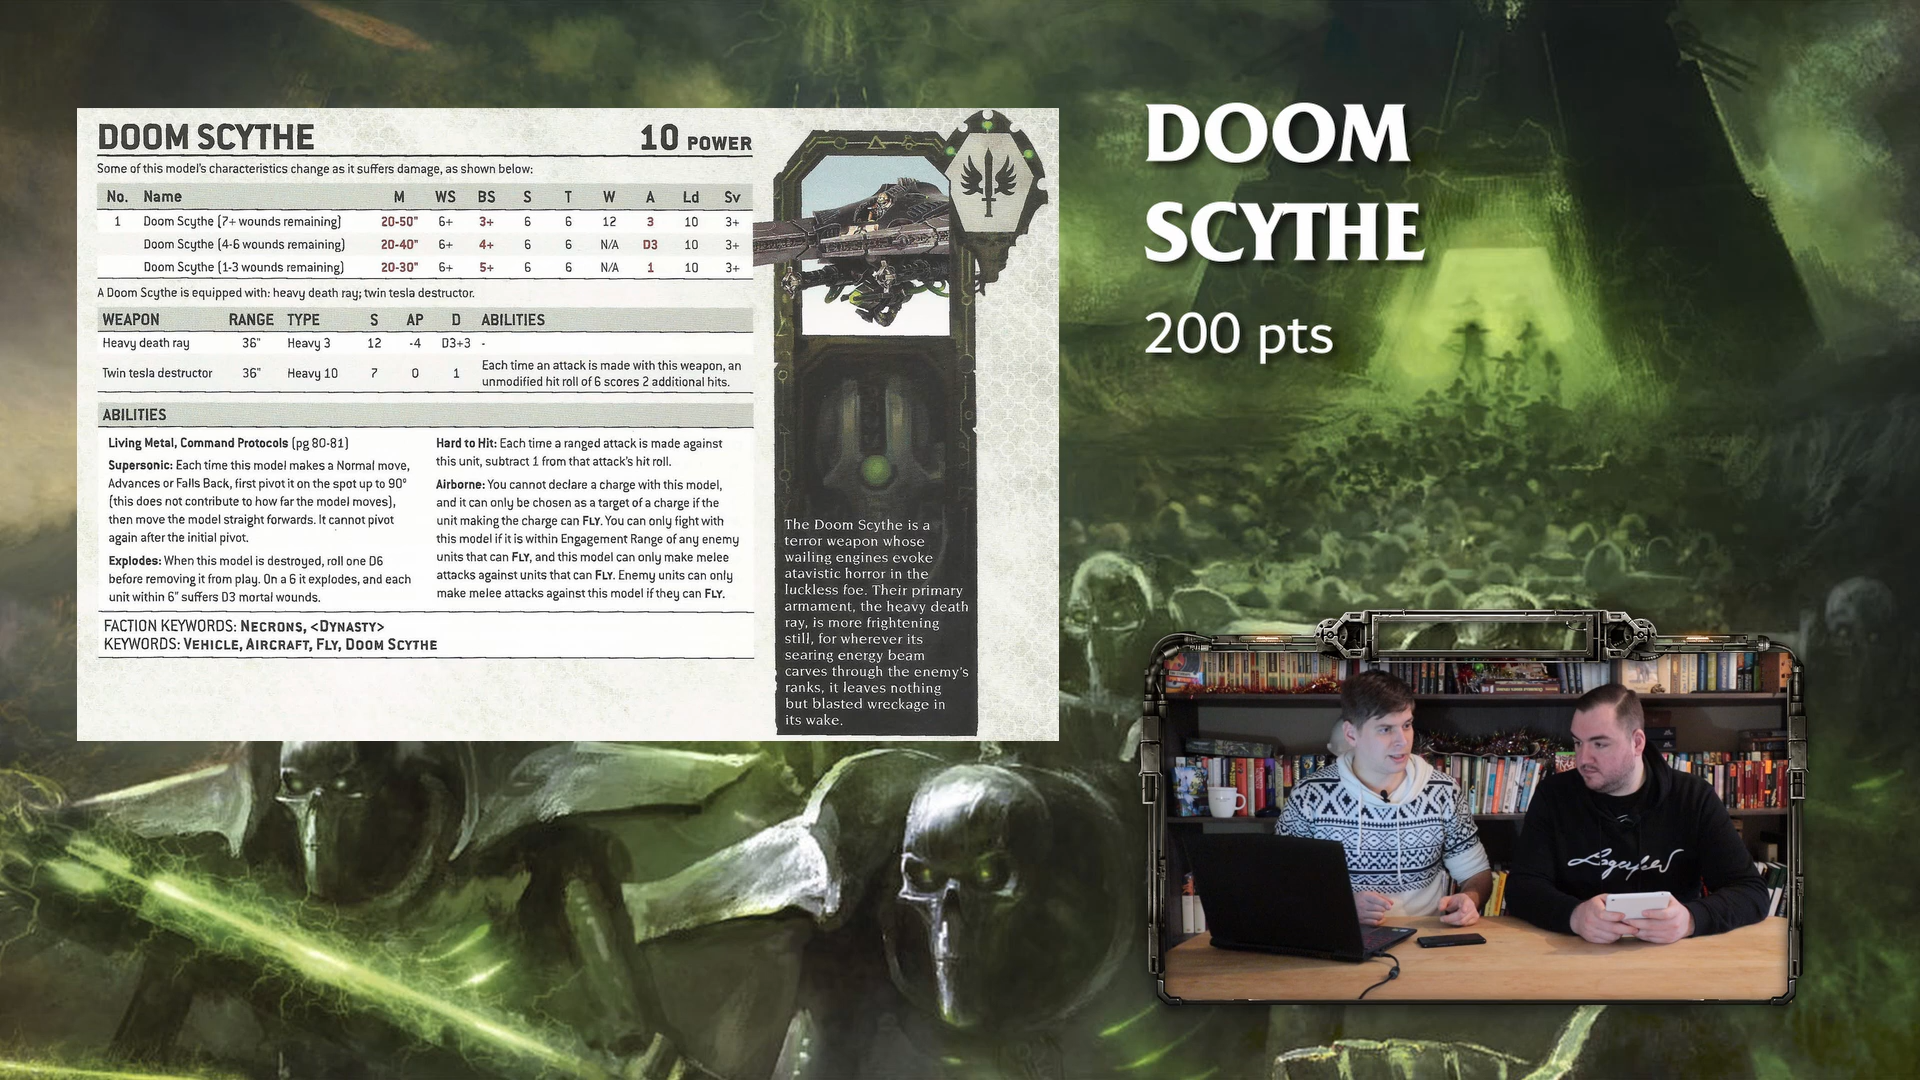 DOOM SCYTHE 10 POWER
Some of this model's characteristics change as it suffers damage, as shown below:
No. Name M WS BS S T W A Ld Sv
1 Doom Scythe (7+ wounds remaining) 20-50" 6+ 3+ 6 6 12 3 10 3+
Doom Scythe (4-6 wounds remaining) 20-40" 6+ 4+ 6 6 N/A D3 10 3+
Doom Scythe (1-3 wounds remaining) 20-30" 6+ 5+ 6 6 N/A 1 10 3+
A Doom Scythe is equipped with: heavy death ray; twin tesla destructor.
WEAPON RANGE TYPE S AP D ABILITIES
Heavy death ray 36" Heavy 3 12 -4 D3+3 -
Twin tesla destructor 36" Heavy 10 7 0 1 Each time an attack is made with this weapon, an
unmodified hit roll of 6 scores 2 additional hits.
ABILITIES
Living Metal, Command Protocols (pg 80-81)
Supersonic: Each time this model makes a Normal move,
Advances or Falls Back, first pivot it on the spot up to 90°
(this does not contribute to how far the model moves),
then move the model straight forwards. It cannot pivot
again after the initial pivot.
Explodes: When this model is destroyed, roll one D6
before removing it from play. On a 6 it explodes, and each
unit within 6" suffers D3 mortal wounds.
Hard to Hit: Each time a ranged attack is made against
this unit, subtract 1 from that attack's hit roll.
Airborne: You cannot declare a charge with this model,
and it can only be chosen as a target of a charge if the
unit making the charge can FLY. You can only fight with
this model if it is within Engagement Range of any enemy
units that can FLY, and this model can only make melee
attacks against units that can FLY. Enemy units can only
make melee attacks against this model if they can FLY.
FACTION KEYWORDS: NECRONS, <DYNASTY>
KEYWORDS: VEHICLE, AIRCRAFT, FLY, DOOM SCYTHE
The Doom Scythe is a
terror weapon whose
wailing engines evoke
atavistic horror in the
luckless foe. Their primary
armament, the heavy death
ray, is more frightening
still, for wherever its
searing energy beam
carves through the enemy's
ranks, it leaves nothing
but blasted wreckage in
its wake.
DOOM
SCYTHE
200 pts